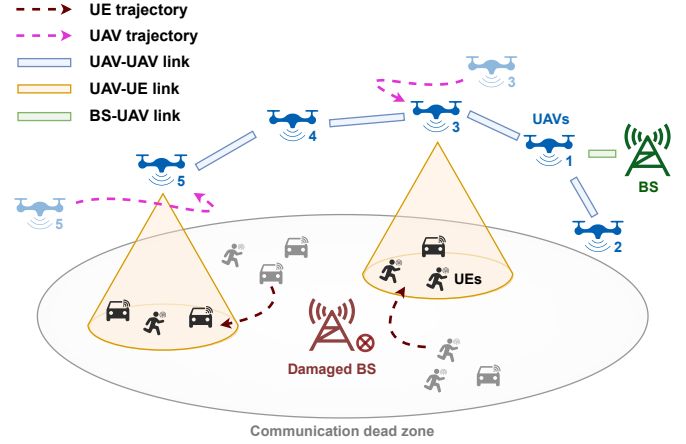 UE trajectory
UAV trajectory
UAV-UAV link
UAV-UE link
BS-UAV link
3
3
4
UAVs
1
BS
5
5
2
UEs
Damaged BS
Communication dead zone